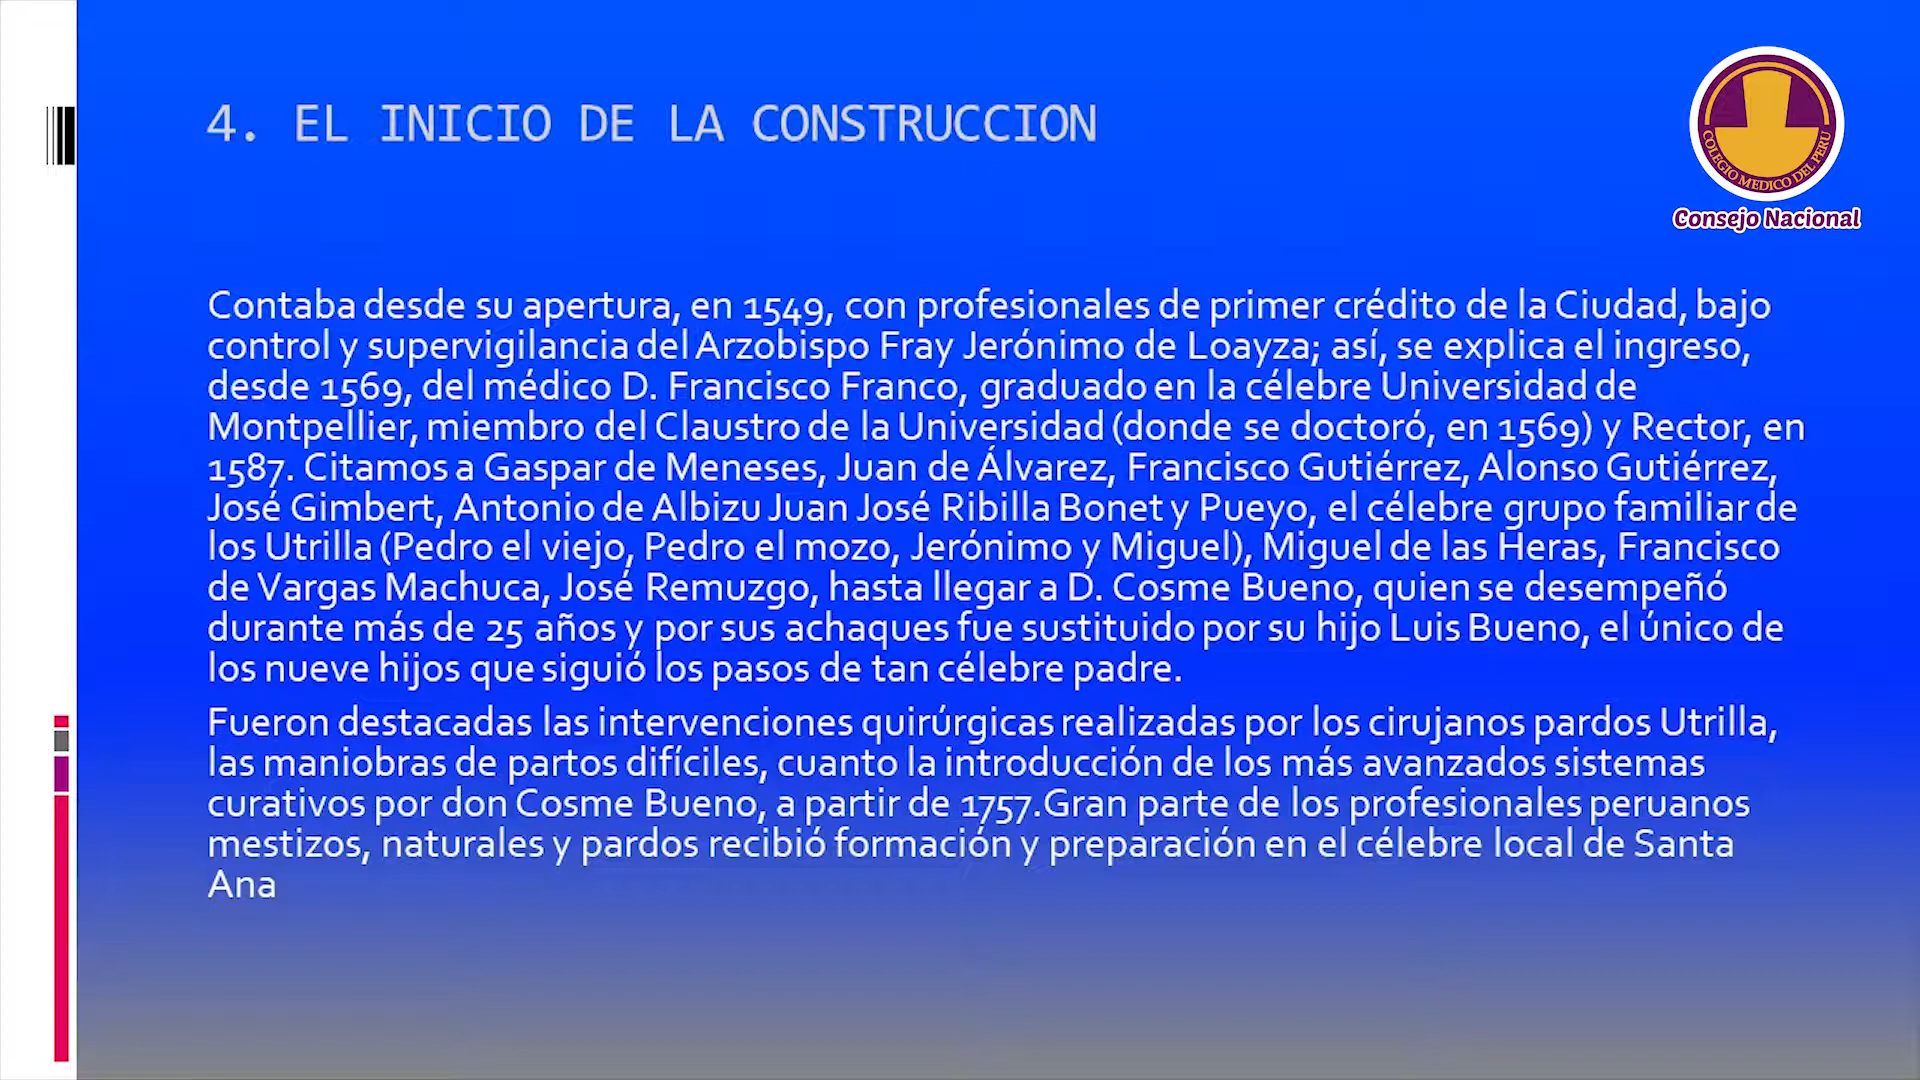 4. EL INICIO DE LA CONSTRUCCION
COLEGIO MEDICO DEL PERU
Consejo Nacional
Contaba desde su apertura, en 1549, con profesionales de primer crédito de la Ciudad, bajo
control y supervigilancia del Arzobispo Fray Jerónimo de Loayza; así, se explica el ingreso,
desde 1569, del médico D. Francisco Franco, graduado en la célebre Universidad de
Montpellier, miembro del Claustro de la Universidad (donde se doctoró, en 1569) y Rector, en
1587. Citamos a Gaspar de Meneses, Juan de Álvarez, Francisco Gutiérrez, Alonso Gutiérrez,
José Gimbert, Antonio de Albizu Juan José Ribilla Bonet y Pueyo, el célebre grupo familiar de
los Utrilla (Pedro el viejo, Pedro el mozo, Jerónimo y Miguel), Miguel de las Heras, Francisco
de Vargas Machuca, José Remuzgo, hasta llegar a D. Cosme Bueno, quien se desempeñó
durante más de 25 años y por sus achaques fue sustituido por su hijo Luis Bueno, el único de
los nueve hijos que siguió los pasos de tan célebre padre.
Fueron destacadas las intervenciones quirúrgicas realizadas por los cirujanos pardos Utrilla,
las maniobras de partos difíciles, cuanto la introducción de los más avanzados sistemas
curativos por don Cosme Bueno, a partir de 1757.Gran parte de los profesionales peruanos
mestizos, naturales y pardos recibió formación y preparación en el célebre local de Santa
Ana